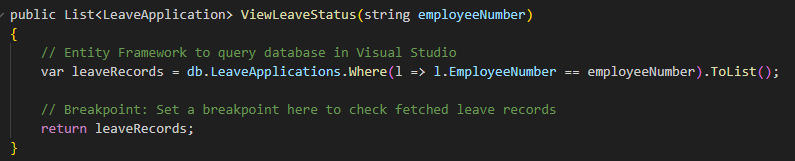 public List<LeaveApplication> ViewLeaveStatus(string employeeNumber)
{
    // Entity Framework to query database in Visual Studio
    var leaveRecords = db.LeaveApplications.Where(l => l.EmployeeNumber == employeeNumber).ToList();

    // Breakpoint: Set a breakpoint here to check fetched leave records
    return leaveRecords;
}